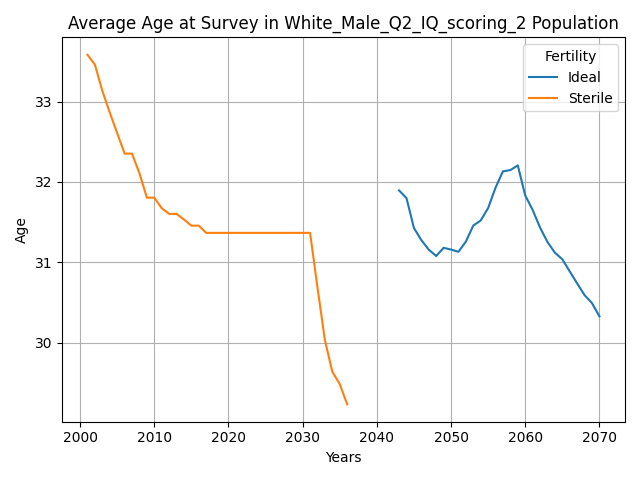 Average Age at Survey in White_Male_Q2_IQ_scoring_2 Population
Fertility
Ideal
Sterile
Age
33
32
31
30
2000 2010 2020 2030 2040 2050 2060 2070
Years